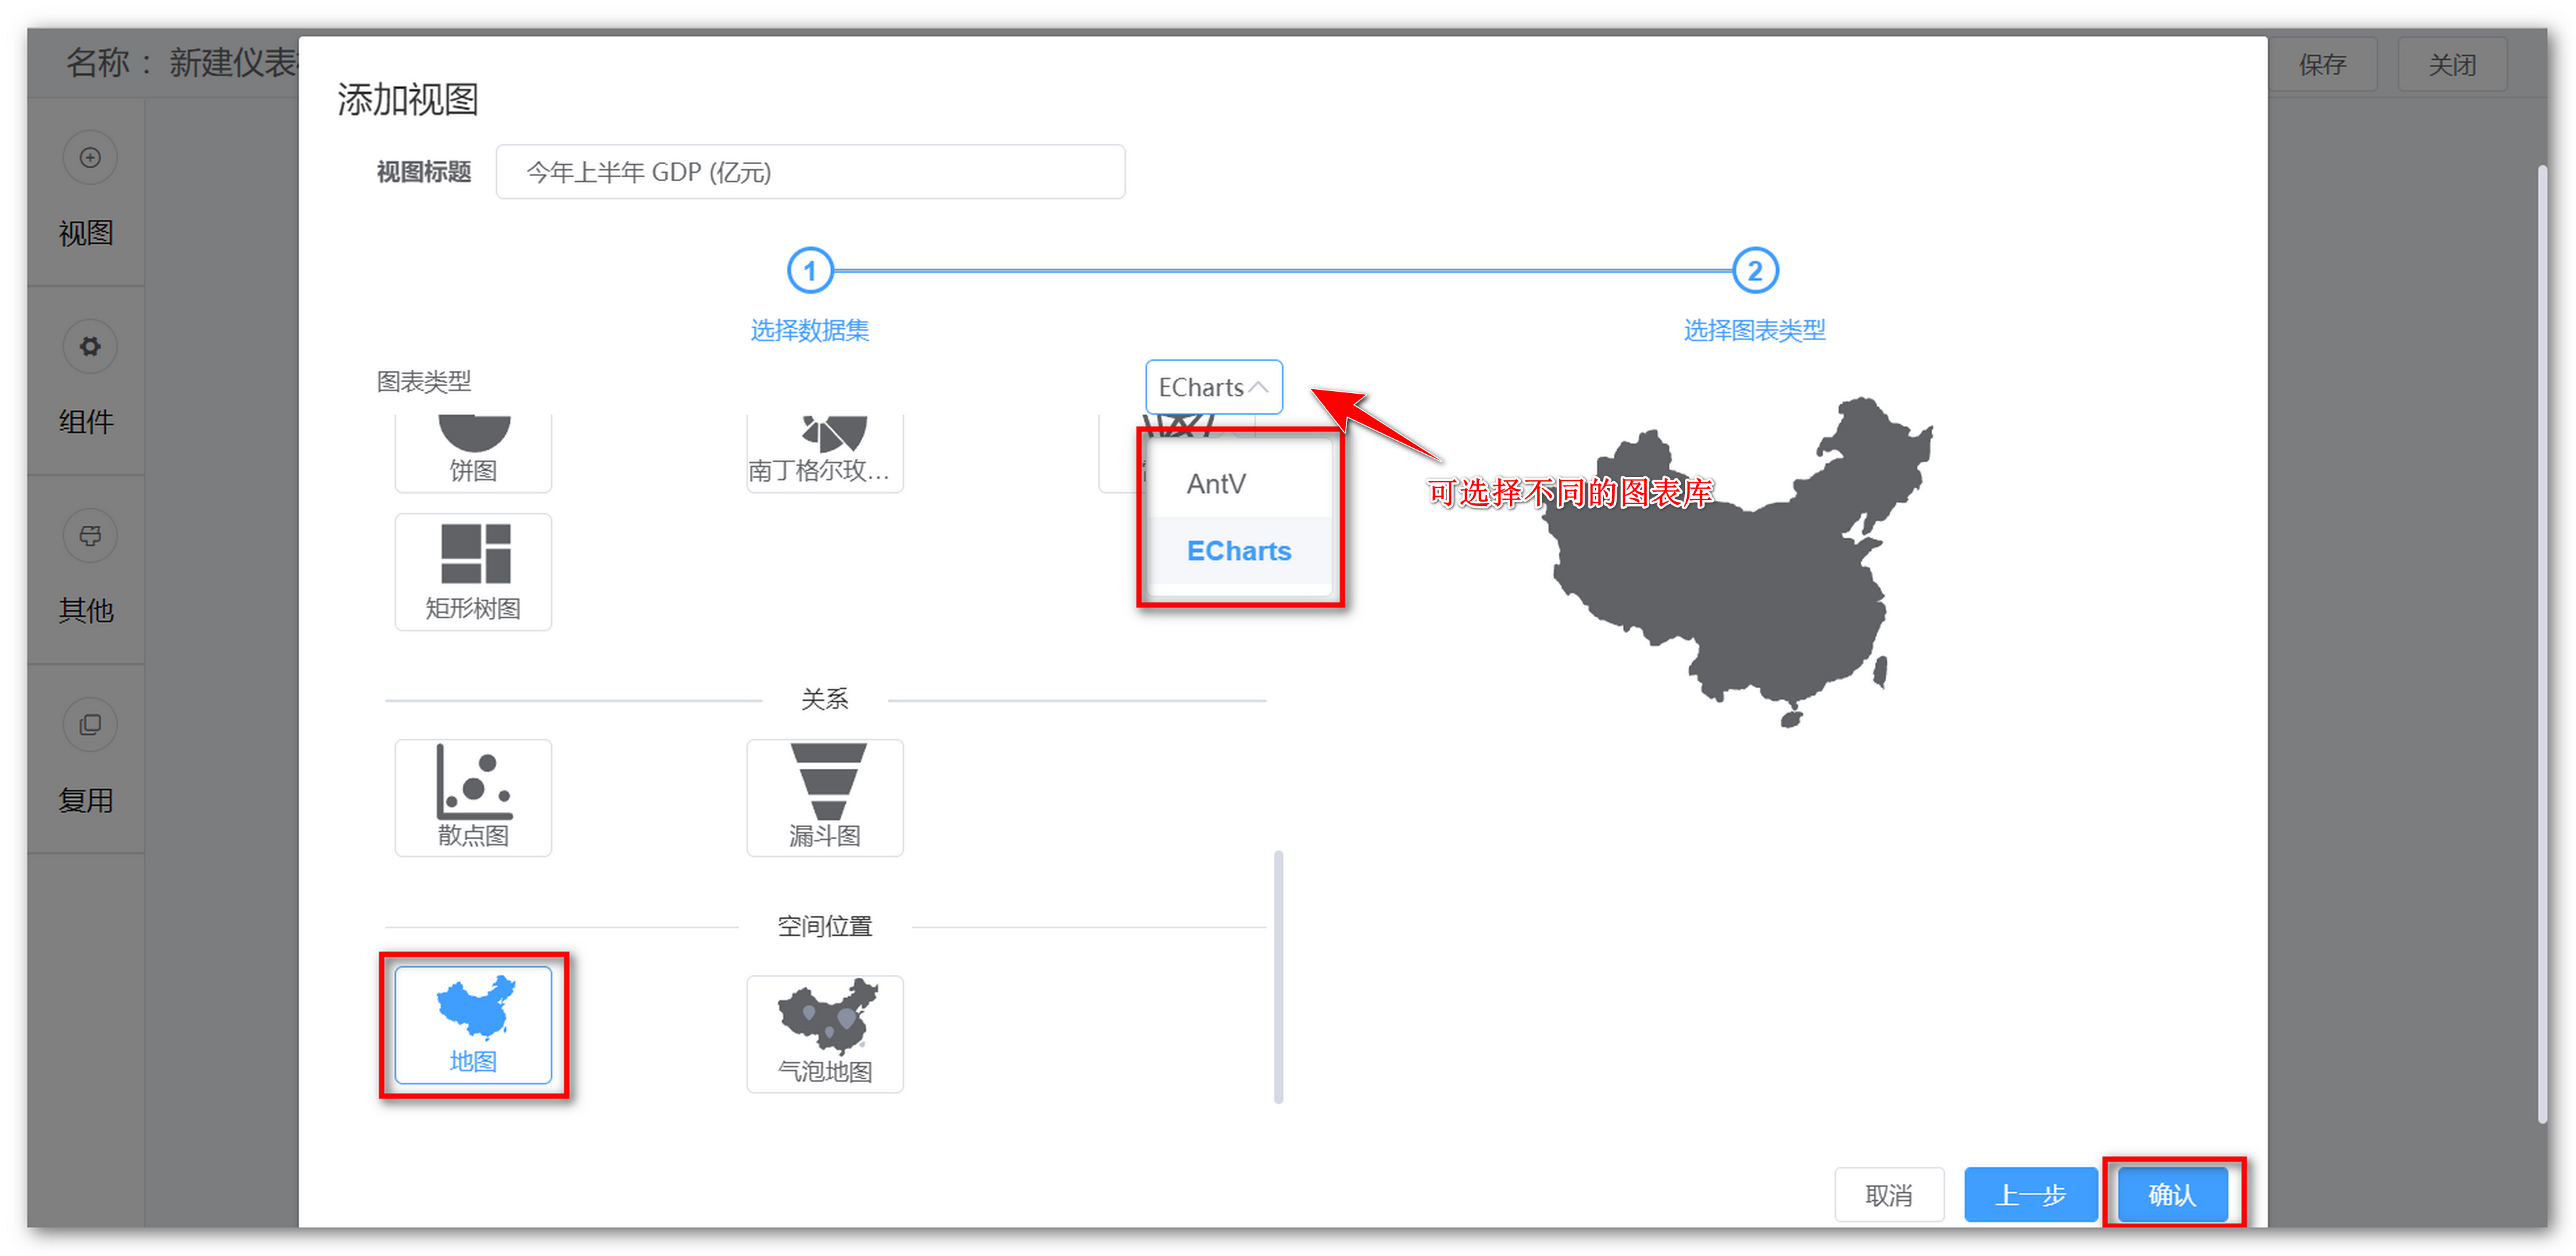 名称： 新建仪表
保存
关闭
视图
组件
其他
复用
添加视图
视图标题
今年上半年 GDP (亿元)
1
2
选择数据集
选择图表类型
图表类型
ECharts
AntV
ECharts
可选择不同的图表库
饼图
南丁格尔玫...
矩形树图
关系
散点图
漏斗图
空间位置
地图
气泡地图
取消
上一步
确认